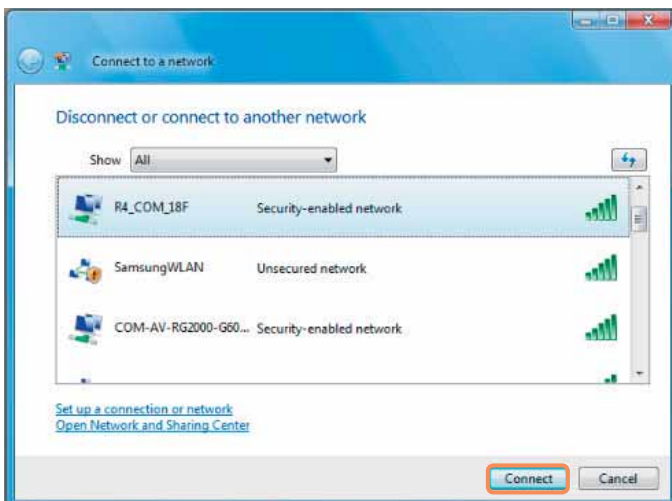 Connect to a network
Disconnect or connect to another network
Show All
R4_COM_18F Security-enabled network
SamsungWLAN Unsecured network
COM-AV-RG2000-G60... Security-enabled network
Set up a connection or network
Open Network and Sharing Center
Connect Cancel